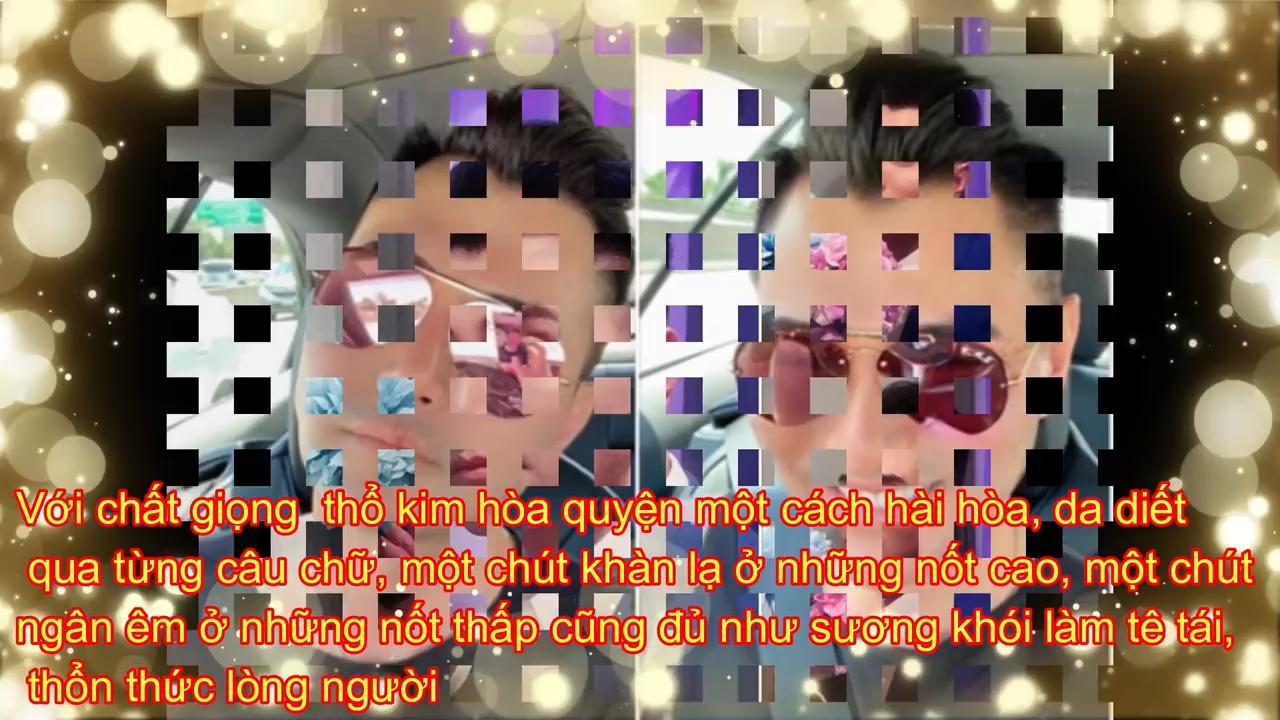 Với chất giọng thổ kim hòa quyện một cách hài hòa, da diết
qua từng câu chữ, một chút khàn lạ ở những nốt cao, một chút
ngân êm ở những nốt thấp cũng đủ như sương khói làm tê tái,
thổn thức lòng người